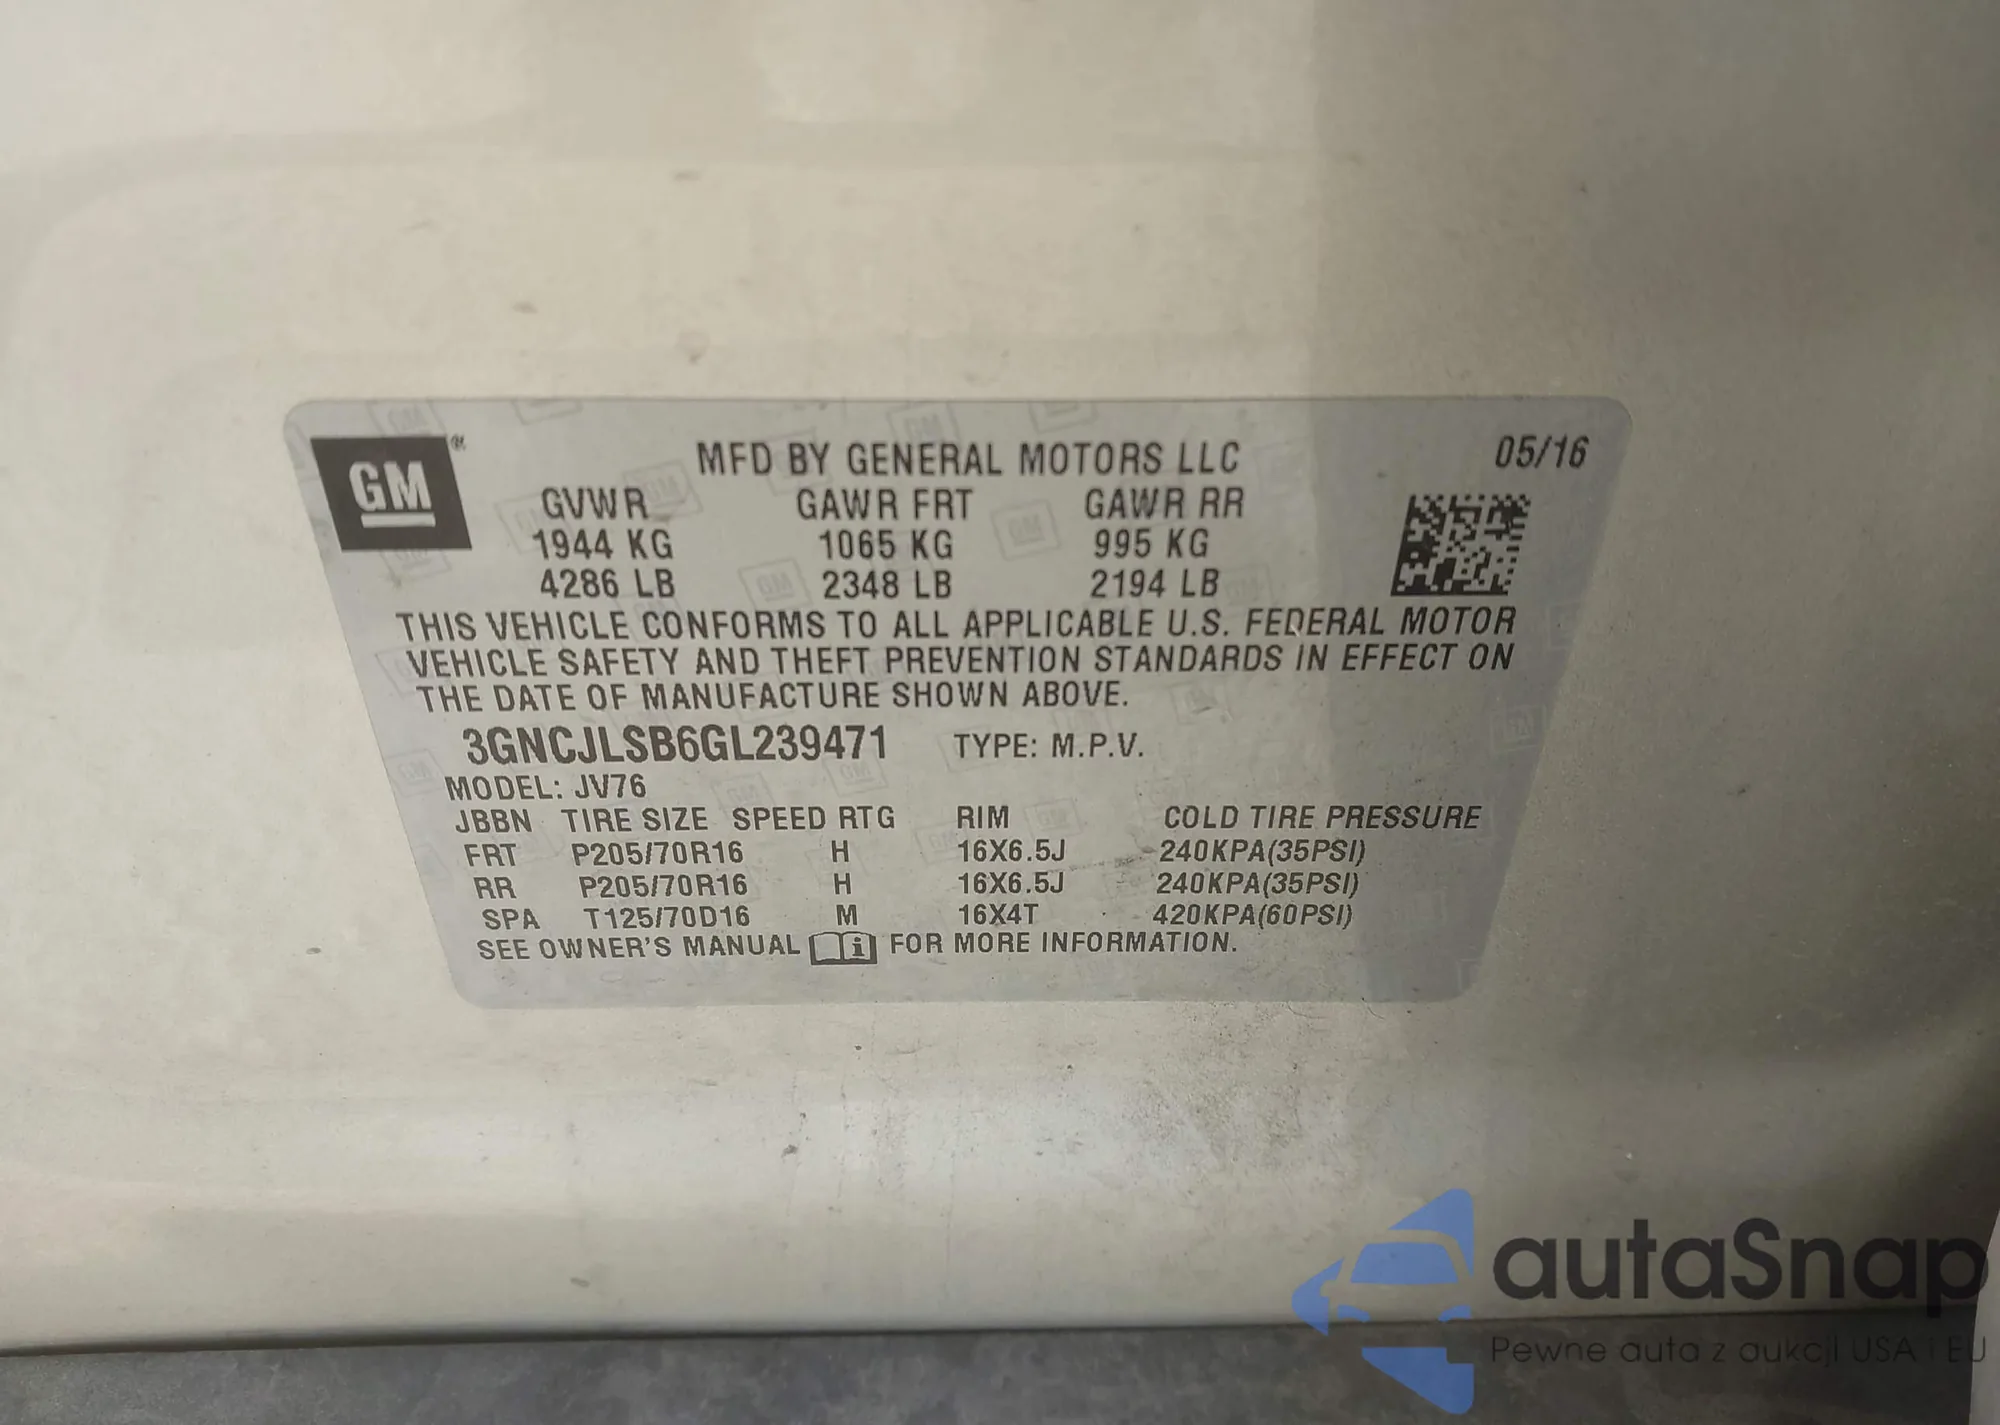 GM
MFD BY GENERAL MOTORS LLC 05/16
GVWR GAWR FRT GAWR RR
1944 KG 1065 KG 995 KG
4286 LB 2348 LB 2194 LB
THIS VEHICLE CONFORMS TO ALL APPLICABLE U.S. FEDERAL MOTOR
VEHICLE SAFETY AND THEFT PREVENTION STANDARDS IN EFFECT ON
THE DATE OF MANUFACTURE SHOWN ABOVE.
3GNCJLSB6GL239471 TYPE: M.P.V.
MODEL: JV76
JBBN TIRE SIZE SPEED RTG RIM COLD TIRE PRESSURE
FRT P205/70R16 H 16X6.5J 240KPA(35PSI)
RR P205/70R16 H 16X6.5J 240KPA(35PSI)
SPA T125/70D16 M 16X4T 420KPA(60PSI)
SEE OWNER'S MANUAL i FOR MORE INFORMATION.
autaSnap
Pewne auta z aukcji USA i EU